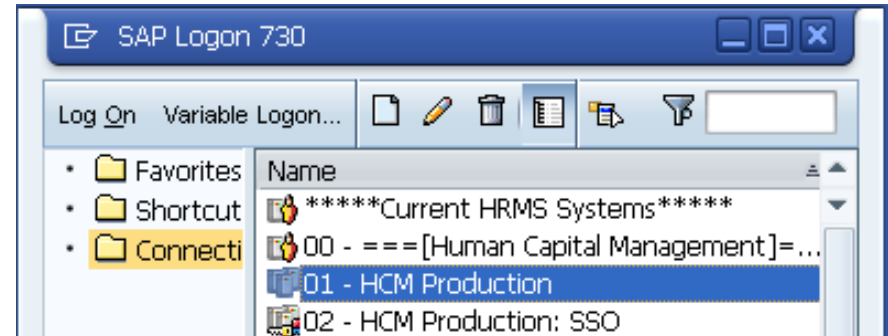 SAP Logon 730
Log On Variable Logon...
Favorites
Shortcut
Connecti
Name
*****Current HRMS Systems*****
00 - ===[Human Capital Management]=...
01 - HCM Production
02 - HCM Production: SSO